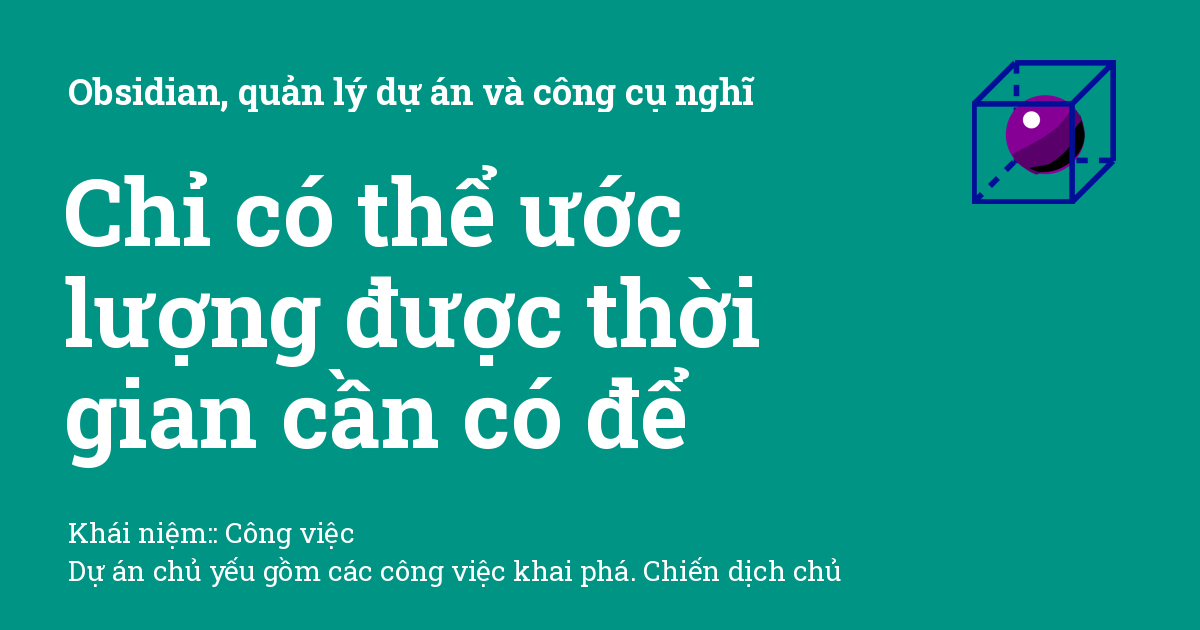 Obsidian, quản lý dự án và công cụ nghĩ
Chỉ có thể ước
lượng được thời
gian cần có để
Khái niệm:: Công việc
Dự án chủ yếu gồm các công việc khai phá. Chiến dịch chủ